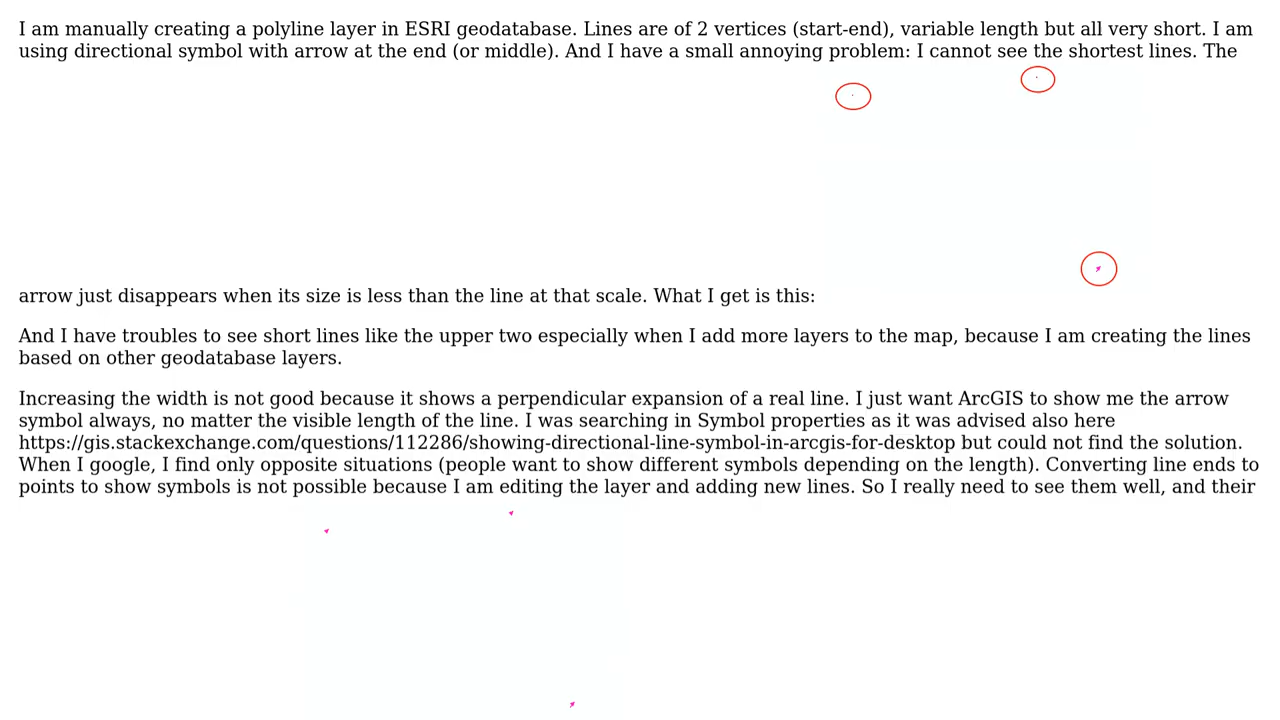 I am manually creating a polyline layer in ESRI geodatabase. Lines are of 2 vertices (start-end), variable length but all very short. I am
using directional symbol with arrow at the end (or middle). And I have a small annoying problem: I cannot see the shortest lines. The
arrow just disappears when its size is less than the line at that scale. What I get is this:
And I have troubles to see short lines like the upper two especially when I add more layers to the map, because I am creating the lines
based on other geodatabase layers.
Increasing the width is not good because it shows a perpendicular expansion of a real line. I just want ArcGIS to show me the arrow
symbol always, no matter the visible length of the line. I was searching in Symbol properties as it was advised also here
https://gis.stackexchange.com/questions/112286/showing-directional-line-symbol-in-arcgis-for-desktop but could not find the solution.
When I google, I find only opposite situations (people want to show different symbols depending on the length). Converting line ends to
points to show symbols is not possible because I am editing the layer and adding new lines. So I really need to see them well, and their